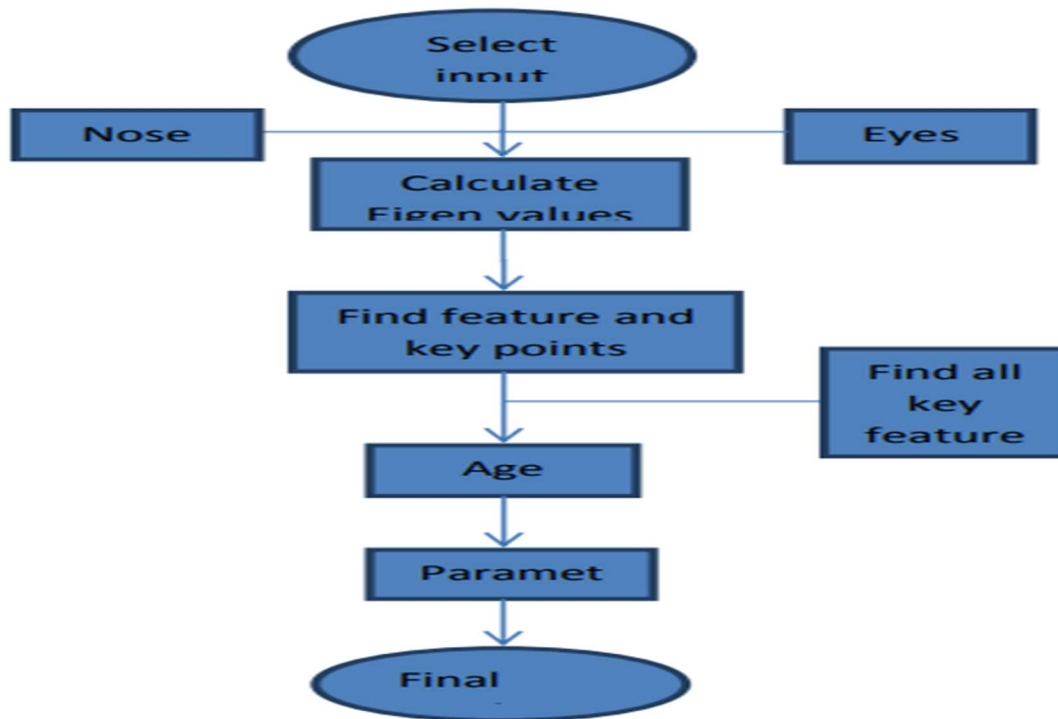 Select
input
Nose
Eyes
Calculate
Eigen values
Find feature and
key points
Find all
key
feature
Age
Paramet
Final